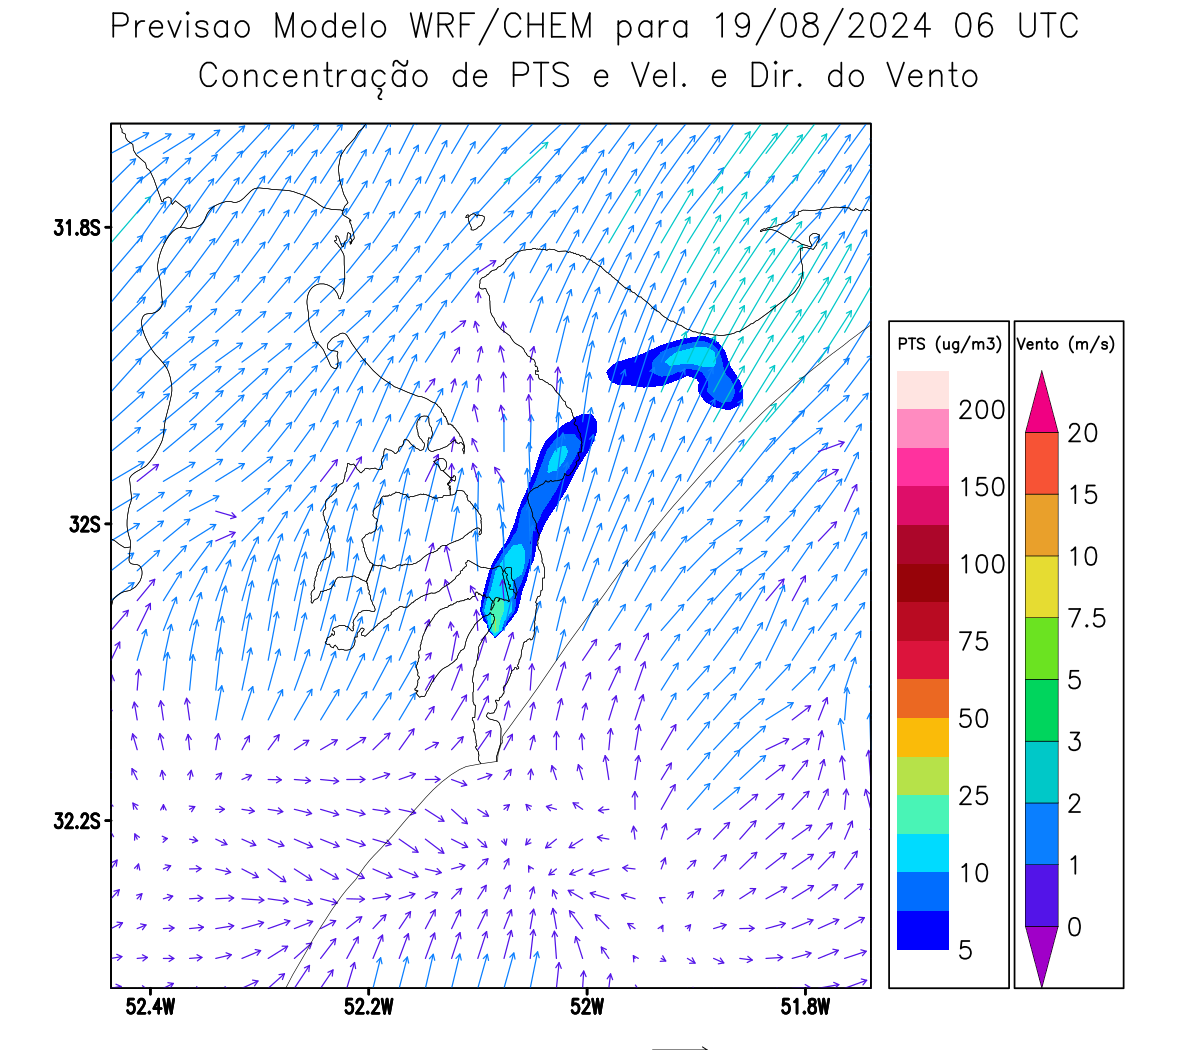 Previsao Modelo WRF/CHEM para 19/08/2024 06 UTC
Concentração de PTS e Vel. e Dir. do Vento
31.8S
32S
32.2S
52.4W
52.2W
52W
51.8W
PTS (ug/m3)
200
150
100
75
50
25
10
5
Vento (m/s)
20
15
10
7.5
5
3
2
1
0